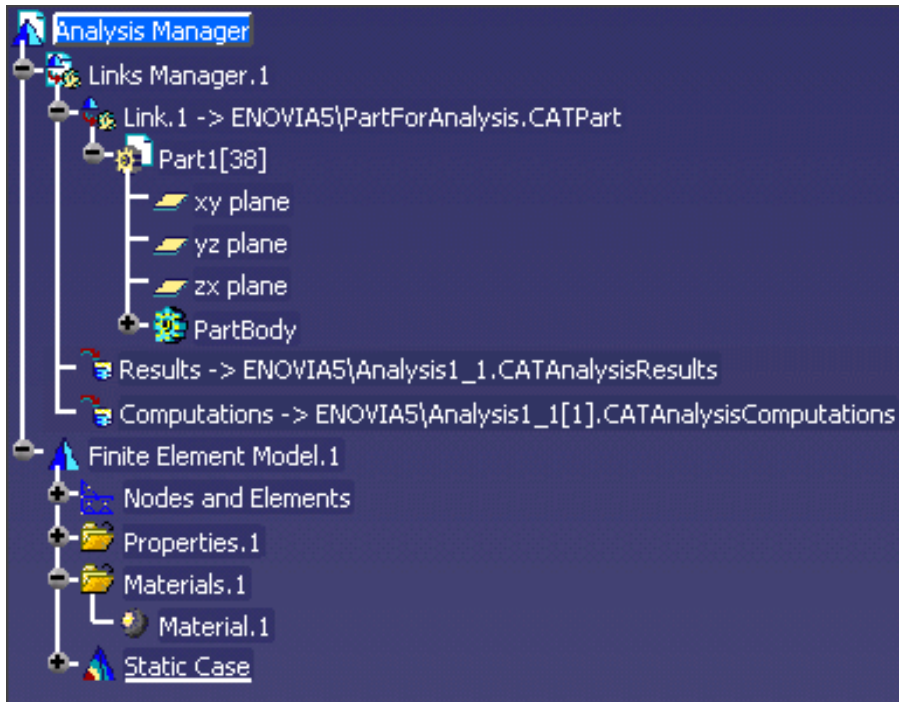 Analysis Manager
Links Manager.1
Link.1 -> ENOVIA5\PartForAnalysis.CATPart
Part1[38]
xy plane
yz plane
zx plane
PartBody
Results -> ENOVIA5\Analysis1_1.CATAnalysisResults
Computations -> ENOVIA5\Analysis1_1[1].CATAnalysisComputations
Finite Element Model.1
Nodes and Elements
Properties.1
Materials.1
Material.1
Static Case